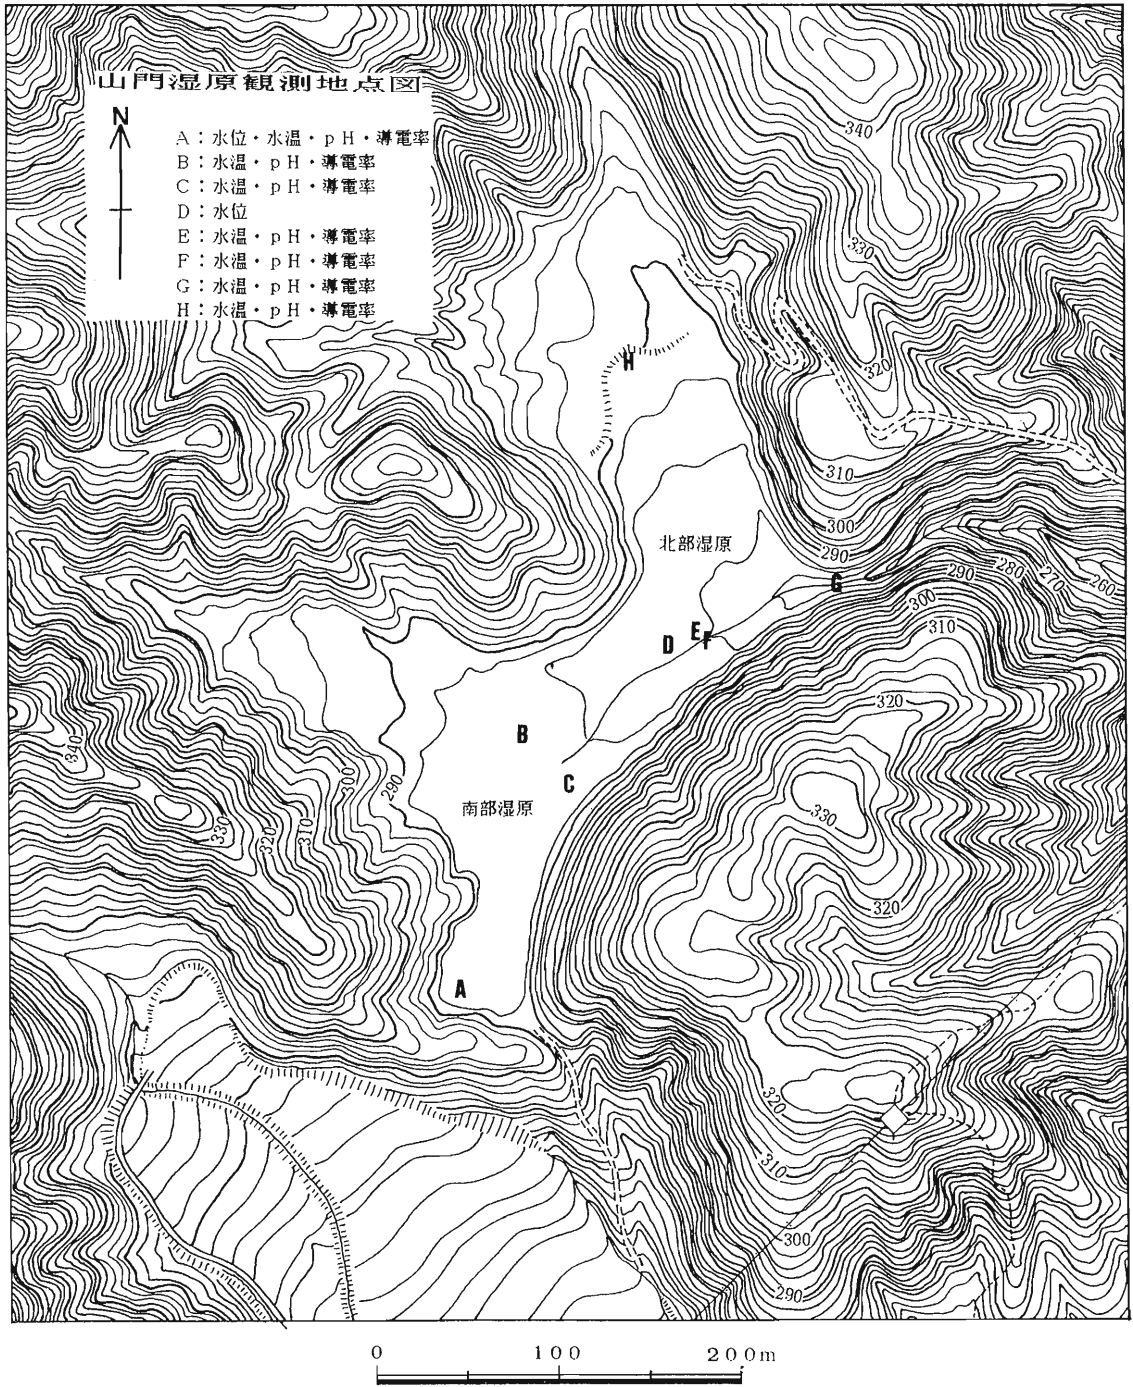 山門湿原観測地点図
N
A：水位・水温・pH・導電率
B：水温・pH・導電率
C：水温・pH・導電率
D：水位
E：水温・pH・導電率
F：水温・pH・導電率
G：水温・pH・導電率
H：水温・pH・導電率
340
330
320
H
310
300
290
北部湿原
G
290
280
270
260
300
310
D
E
F
320
B
340
300
290
C
330
南部湿原
330
320
310
320
A
320
310
300
290
0 100 200m